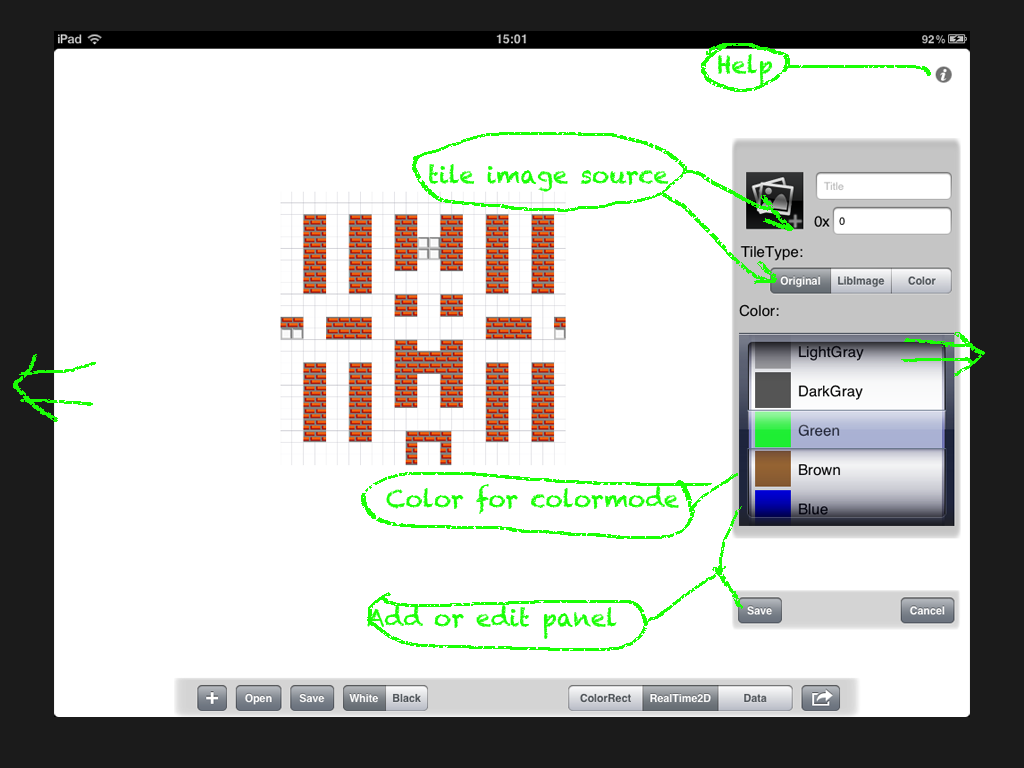 iPad 15:01 92%
Help
i
tile image source
Title
0x 0
TileType:
Original LibImage Color
Color:
LightGray
DarkGray
Green
Brown
Blue
Color for colormode
Add or edit panel
Save Cancel
+ Open Save White Black ColorRect RealTime2D Data